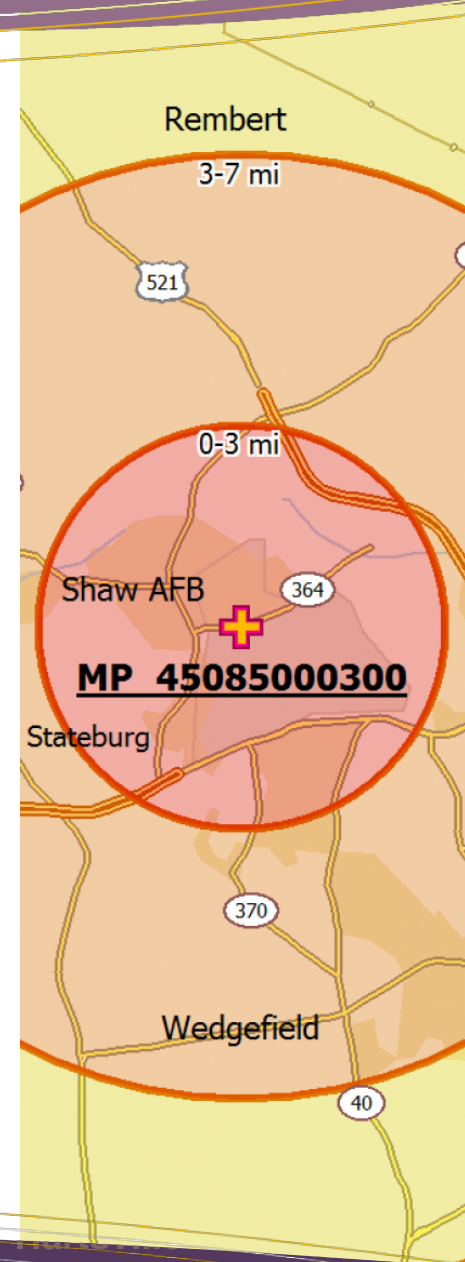 Rembert
3-7 mi
521
0-3 mi
Shaw AFB
364
MP 45085000300
Stateburg
370
Wedgefield
40